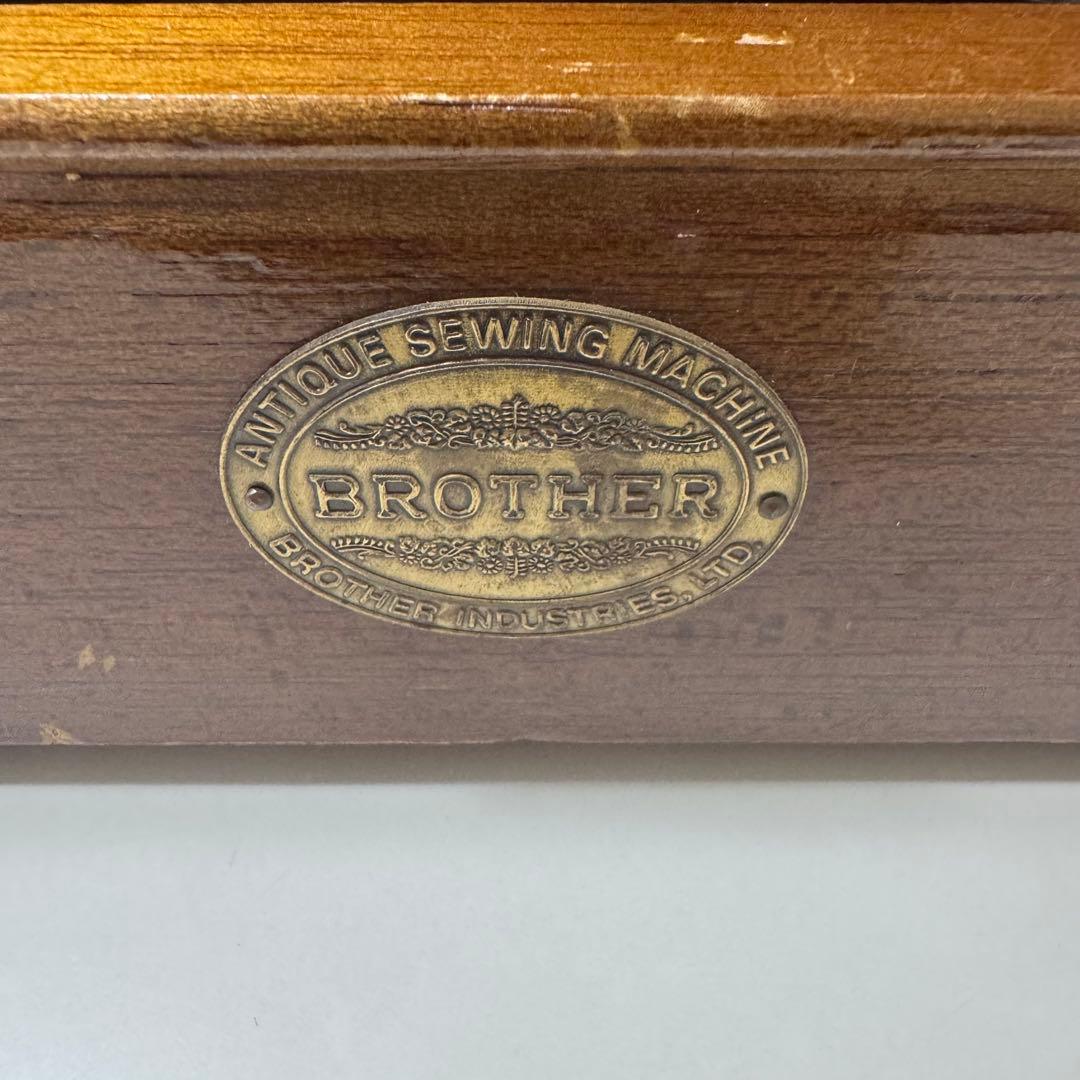 ANTIQUE SEWING MACHINE
BROTHER
BROTHER INDUSTRIES, LTD.